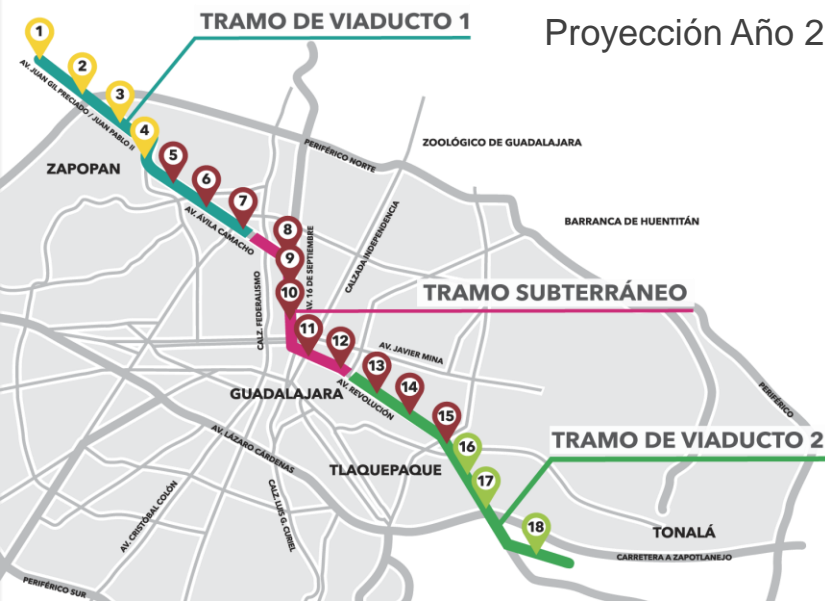 TRAMO DE VIADUCTO 1
Proyección Año 2
1
2
3
4
5
6
7
8
9
10
11
12
13
14
15
16
17
18
AV. JUAN GIL PRECIADO / JUAN PABLO II
ZAPOPAN
PERIFÉRICO NORTE
ZOOLÓGICO DE GUADALAJARA
BARRANCA DE HUENTITÁN
AV. ÁVILA CAMACHO
CALZ. FEDERALISMO
AV. 16 DE SEPTIEMBRE
CALZADA INDEPENDENCIA
TRAMO SUBTERRÁNEO
AV. JAVIER MINA
GUADALAJARA
AV. REVOLUCIÓN
PERIFÉRICO
AV. LÁZARO CÁRDENAS
TLAQUEPAQUE
TRAMO DE VIADUCTO 2
AV. CRISTÓBAL COLÓN
CALZ. LUIS G. CURIEL
TONALÁ
CARRETERA A ZAPOTLANEJO
PERIFÉRICO SUR